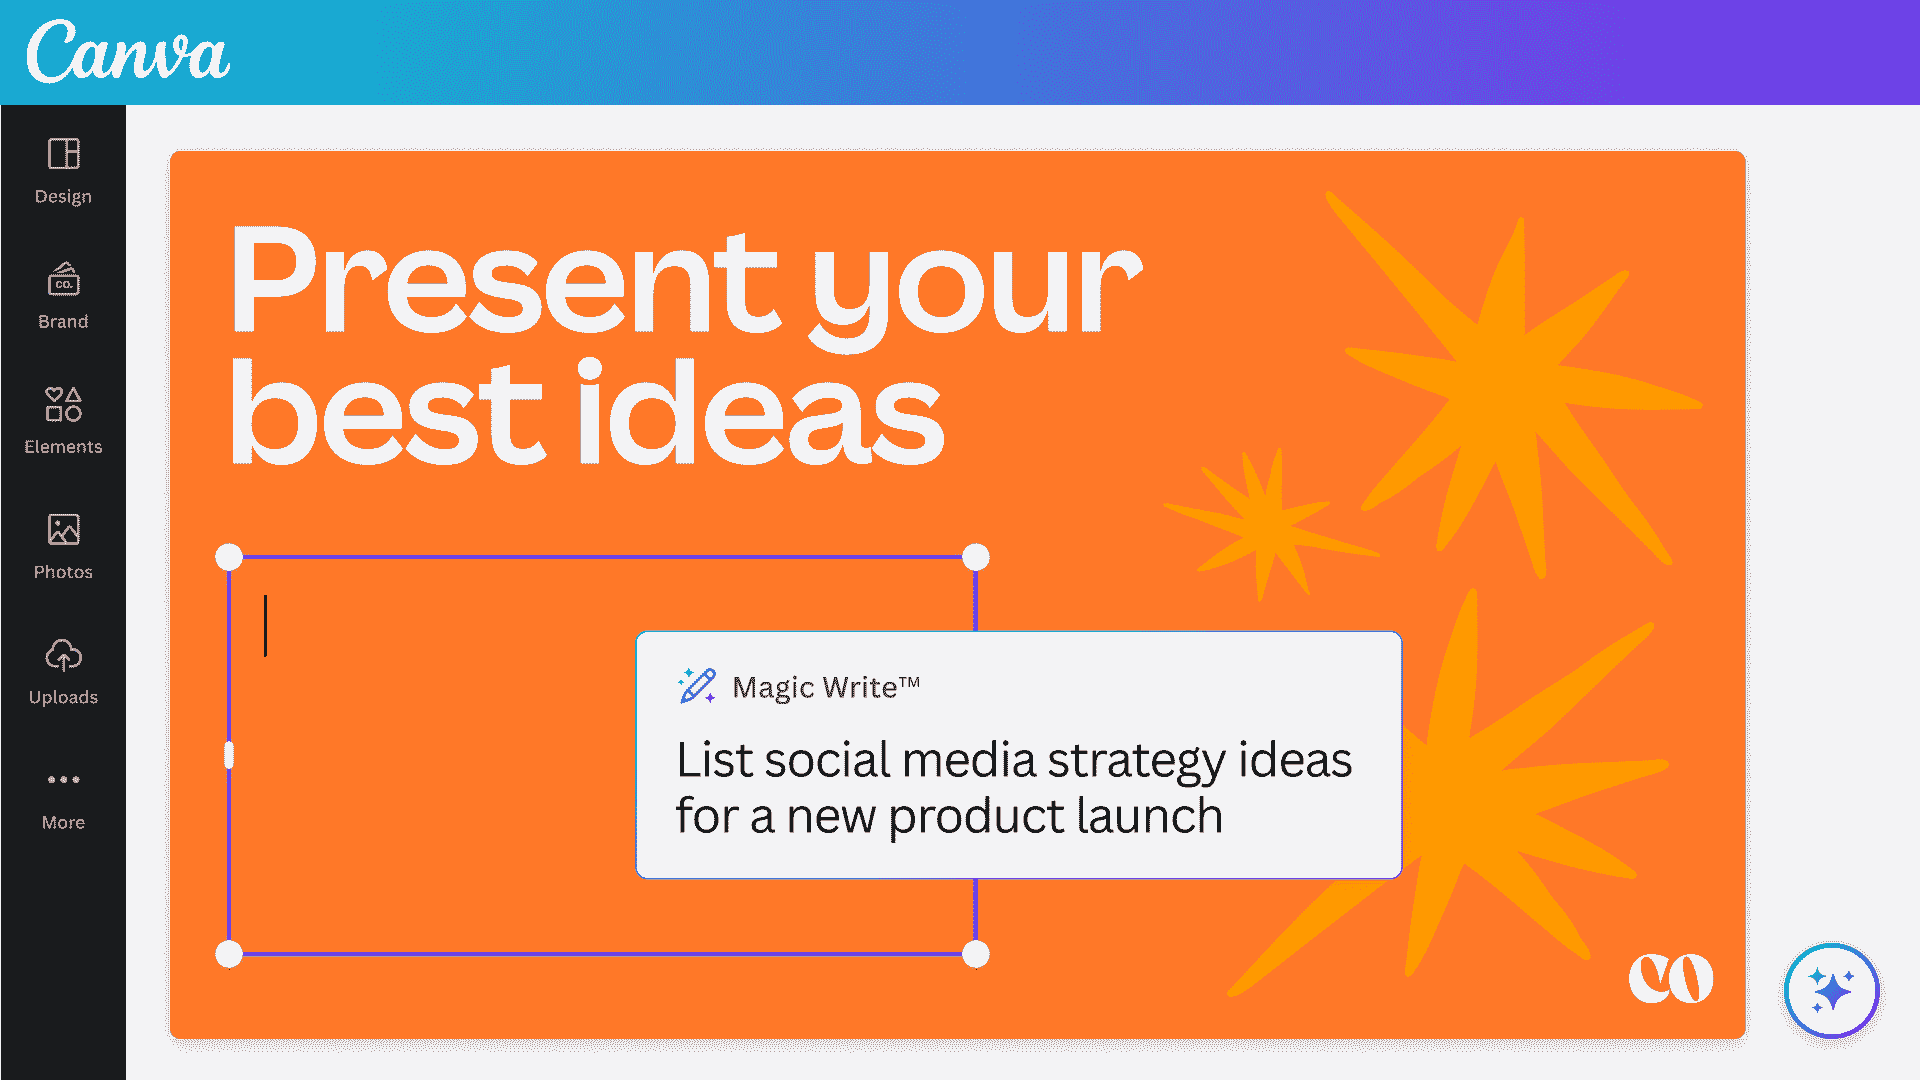 Canva
Design
CO.
Brand
Elements
Photos
Uploads
More
Present your
best ideas
Magic Write™
List social media strategy ideas
for a new product launch
CO